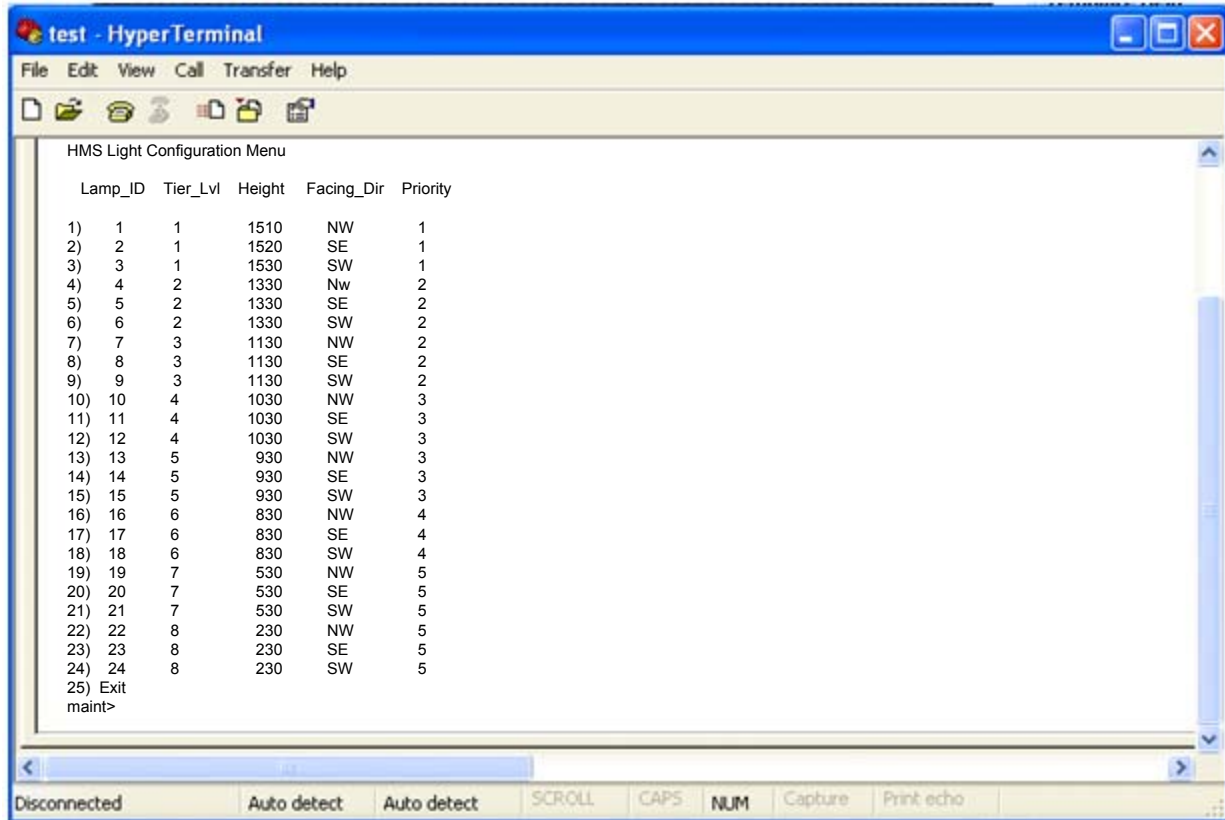 test - HyperTerminal
File Edit View Call Transfer Help
HMS Light Configuration Menu
Lamp_ID Tier_Lvl Height Facing_Dir Priority
1) 1 1 1510 NW 1
2) 2 1 1520 SE 1
3) 3 1 1530 SW 1
4) 4 2 1330 Nw 2
5) 5 2 1330 SE 2
6) 6 2 1330 SW 2
7) 7 3 1130 NW 2
8) 8 3 1130 SE 2
9) 9 3 1130 SW 2
10) 10 4 1030 NW 3
11) 11 4 1030 SE 3
12) 12 4 1030 SW 3
13) 13 5 930 NW 3
14) 14 5 930 SE 3
15) 15 5 930 SW 3
16) 16 6 830 NW 4
17) 17 6 830 SE 4
18) 18 6 830 SW 4
19) 19 7 530 NW 5
20) 20 7 530 SE 5
21) 21 7 530 SW 5
22) 22 8 230 NW 5
23) 23 8 230 SE 5
24) 24 8 230 SW 5
25) Exit
maint>
Disconnected Auto detect Auto detect SCROLL CAPS NUM Capture Print echo